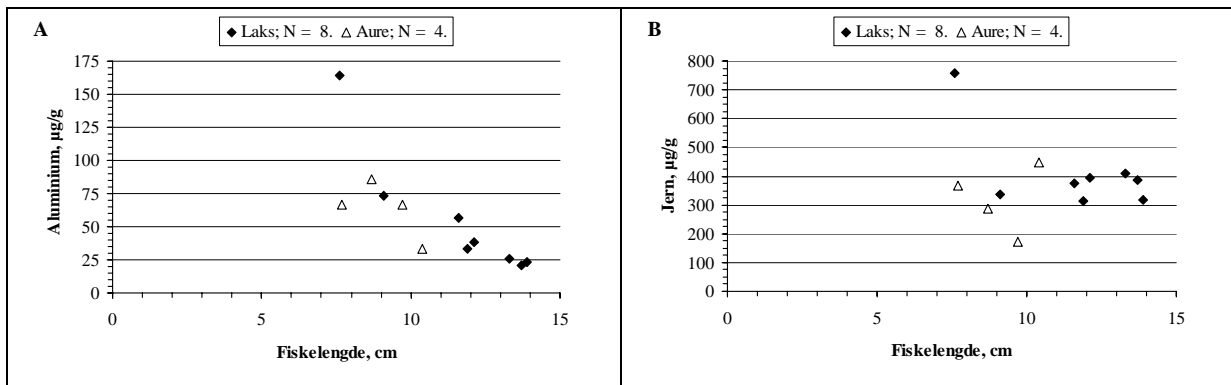 A
◆ Laks; N = 8. △ Aure; N = 4.
175
150
125
100
75
50
25
0
Aluminium, µg/g
0 5 10 15
Fiskelengde, cm
B
◆ Laks; N = 8. △ Aure; N = 4.
800
700
600
500
400
300
200
100
0
Jern, µg/g
0 5 10 15
Fiskelengde, cm